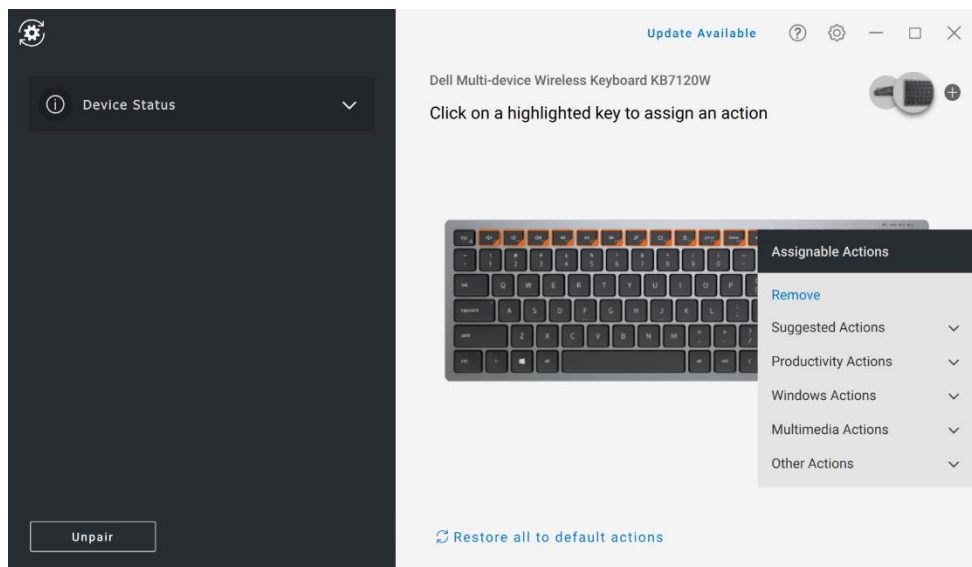 Update Available
Device Status
Dell Multi-device Wireless Keyboard KB7120W
Click on a highlighted key to assign an action
Q W E R T Y U I O P
A S D F G H J K L
Z X C V B N M
Assignable Actions
Remove
Suggested Actions
Productivity Actions
Windows Actions
Multimedia Actions
Other Actions
Unpair
Restore all to default actions